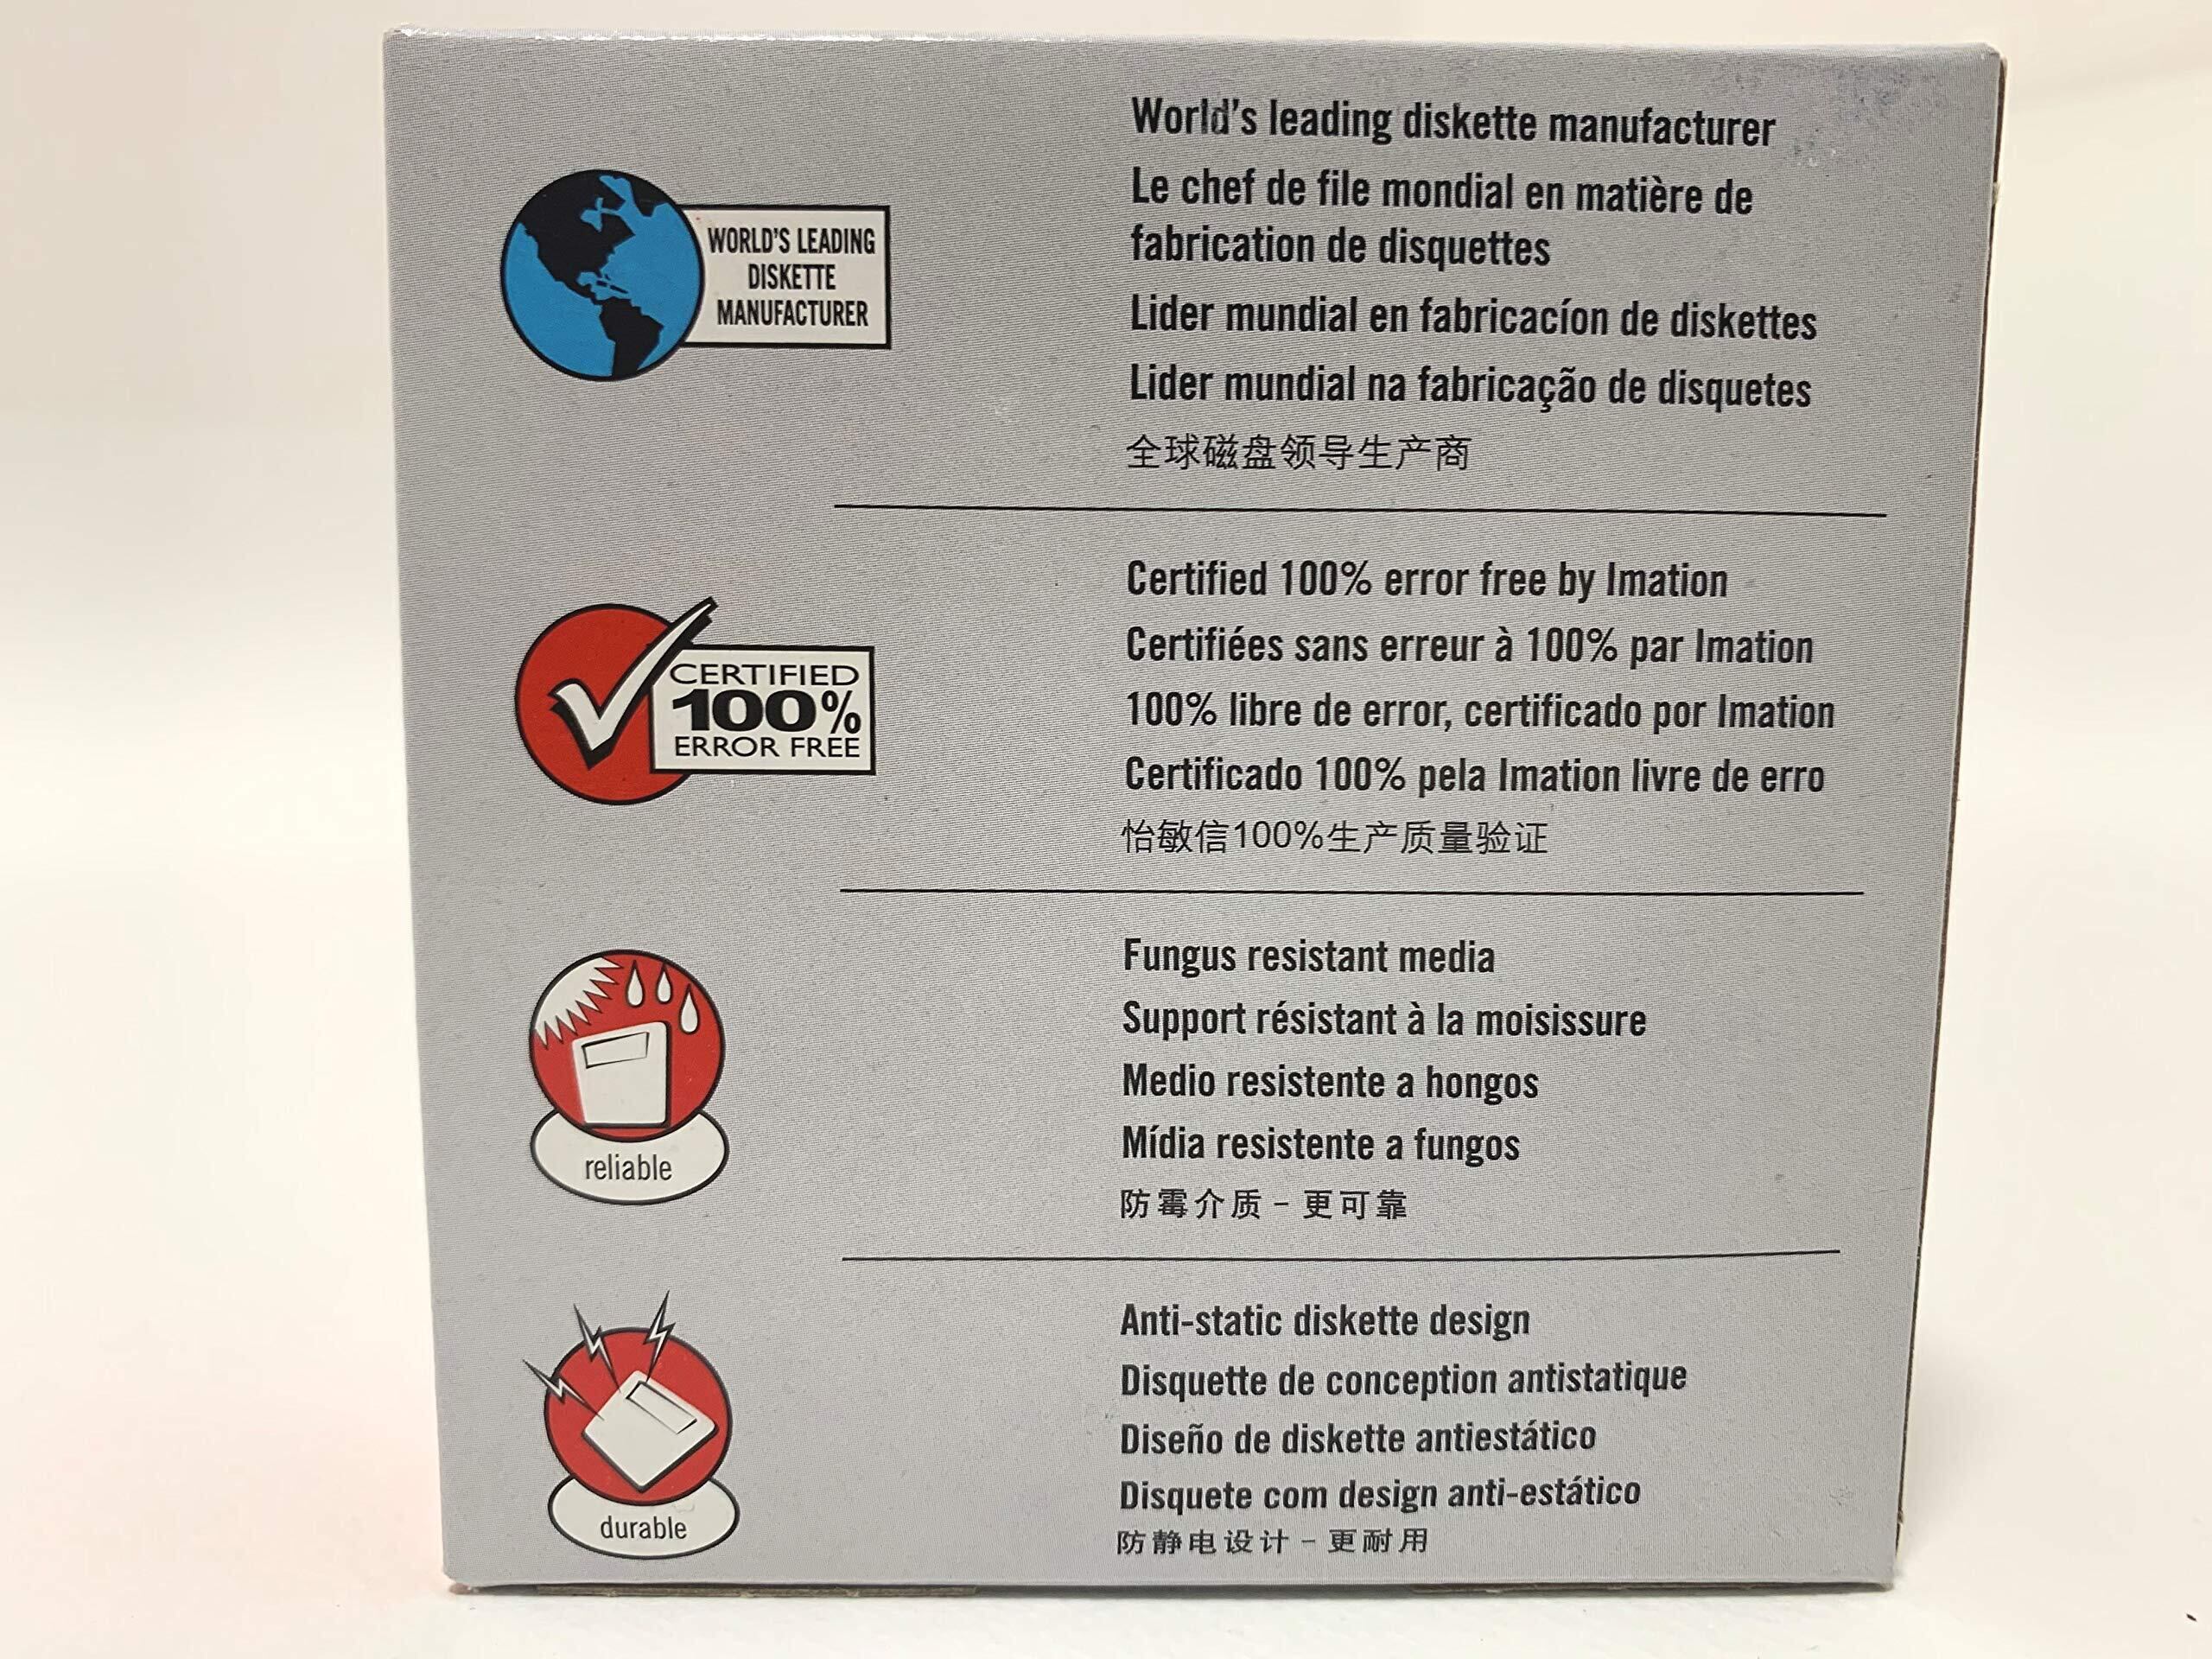 WORLD'S LEADING
DISKETTE
MANUFACTURER
World's leading diskette manufacturer
Le chef de file mondial en matière de
fabrication de disquettes
Lider mundial en fabricacíon de diskettes
Lider mundial na fabricação de disquetes
全球磁盘领导生产商
CERTIFIED
100%
ERROR FREE
Certified 100% error free by Imation
Certifiées sans erreur à 100% par Imation
100% libre de error, certificado por Imation
Certificado 100% pela Imation livre de erro
怡敏信100%生产质量验证
reliable
Fungus resistant media
Support résistant à la moisissure
Medio resistente a hongos
Mídia resistente a fungos
防霉介质 - 更可靠
durable
Anti-static diskette design
Disquette de conception antistatique
Diseño de diskette antiestático
Disquete com design anti-estático
防静电设计 - 更耐用